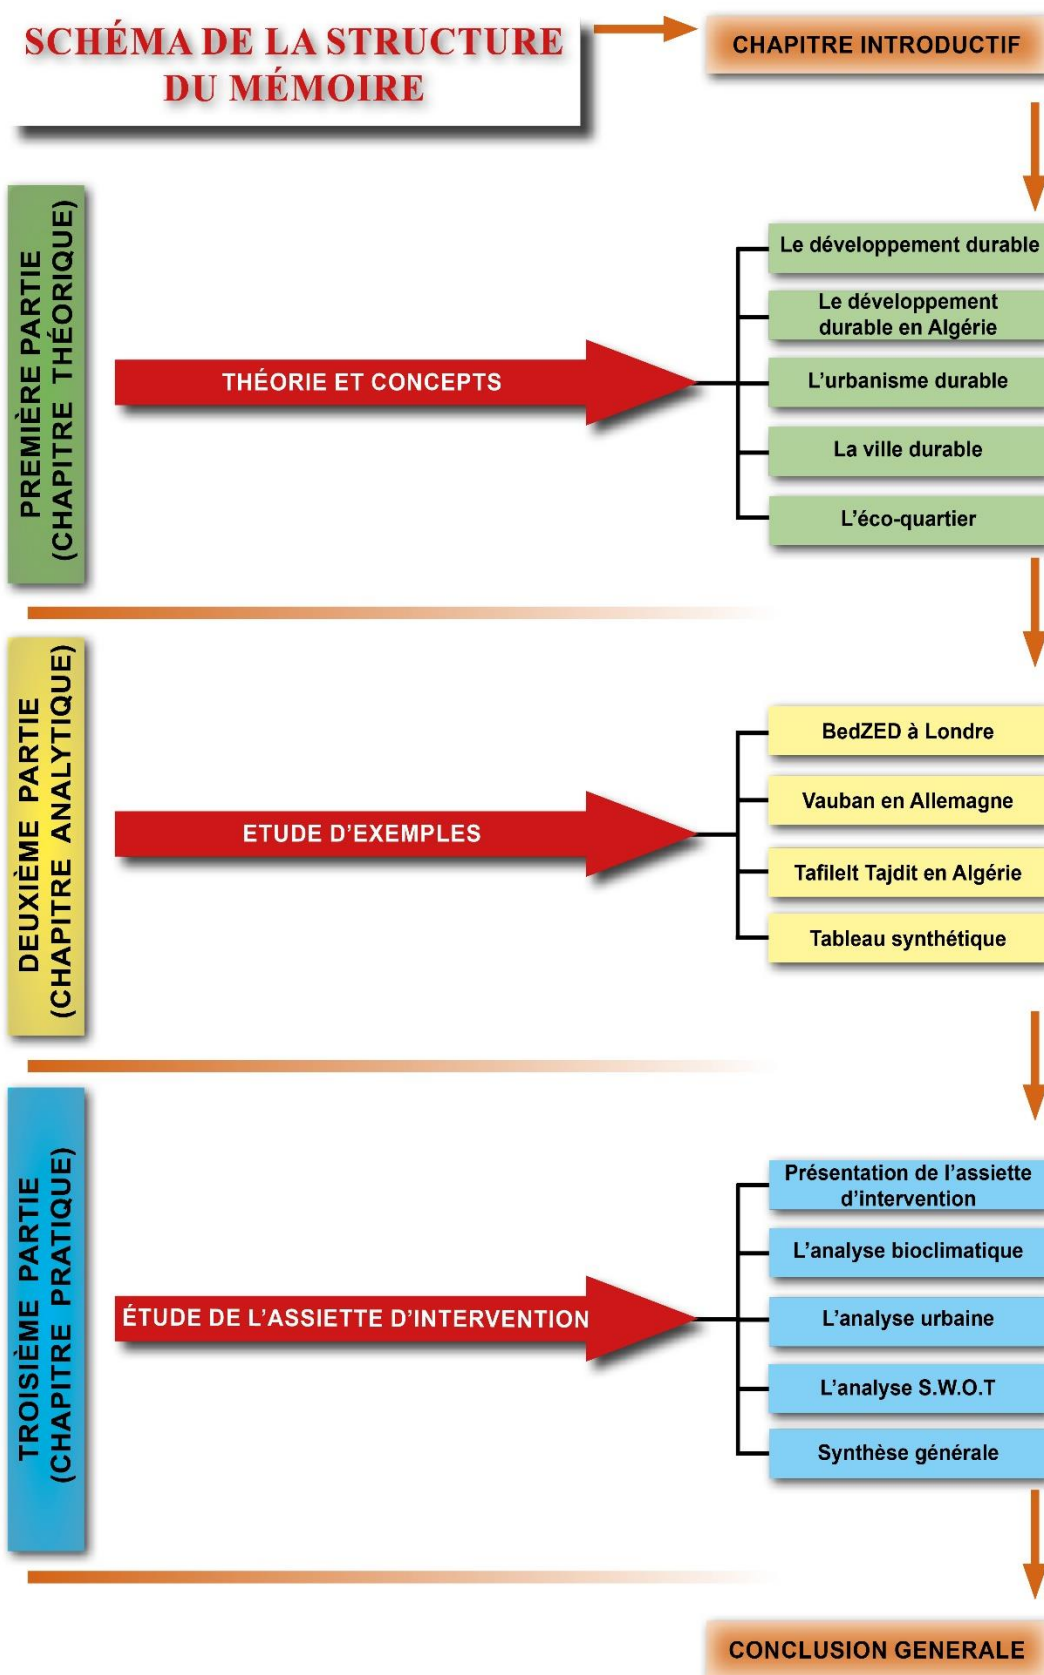 SCHÉMA DE LA STRUCTURE
DU MÉMOIRE
CHAPITRE INTRODUCTIF
PREMIÈRE PARTIE
(CHAPITRE THÉORIQUE)
THÉORIE ET CONCEPTS
Le développement durable
Le développement
durable en Algérie
L'urbanisme durable
La ville durable
L'éco-quartier
DEUXIÈME PARTIE
(CHAPITRE ANALYTIQUE)
ETUDE D'EXEMPLES
BedZED à Londre
Vauban en Allemagne
Tafilelt Tajdit en Algérie
Tableau synthétique
TROISIÈME PARTIE
(CHAPITRE PRATIQUE)
ÉTUDE DE L'ASSIETTE D'INTERVENTION
Présentation de l'assiette
d'intervention
L'analyse bioclimatique
L'analyse urbaine
L'analyse S.W.O.T
Synthèse générale
CONCLUSION GENERALE